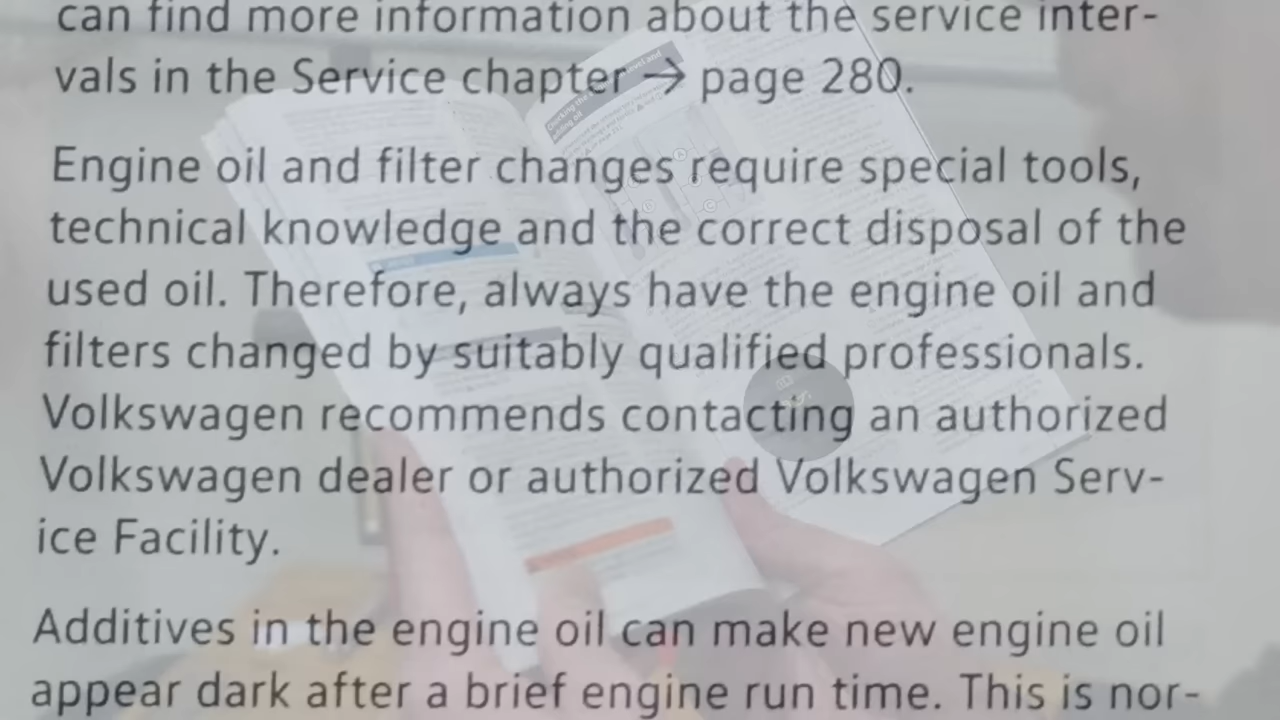 can find more information about the service inter-
vals in the Service chapter → page 280.
Engine oil and filter changes require special tools,
technical knowledge and the correct disposal of the
used oil. Therefore, always have the engine oil and
filters changed by suitably qualified professionals.
Volkswagen recommends contacting an authorized
Volkswagen dealer or authorized Volkswagen Serv-
ice Facility.
Additives in the engine oil can make new engine oil
appear dark after a brief engine run time. This is nor-